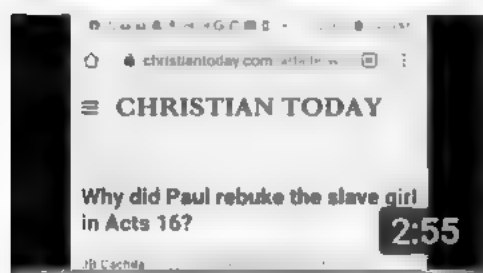 christiantoday.com
CHRISTIAN TODAY
Why did Paul rebuke the slave girl
in Acts 16?
2:55